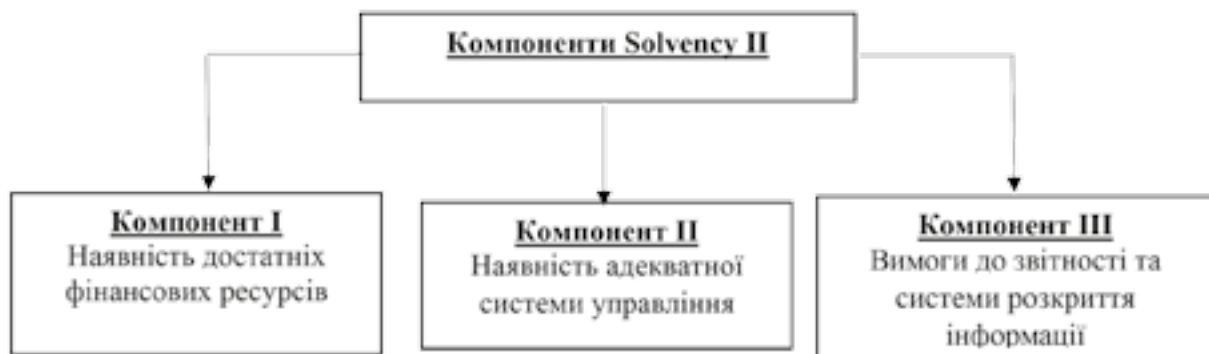 Компоненти Solvency II
Компонент I
Наявність достатніх
фінансових ресурсів
Компонент II
Наявність адекватної
системи управління
Компонент III
Вимоги до звітності та
системи розкриття
інформації